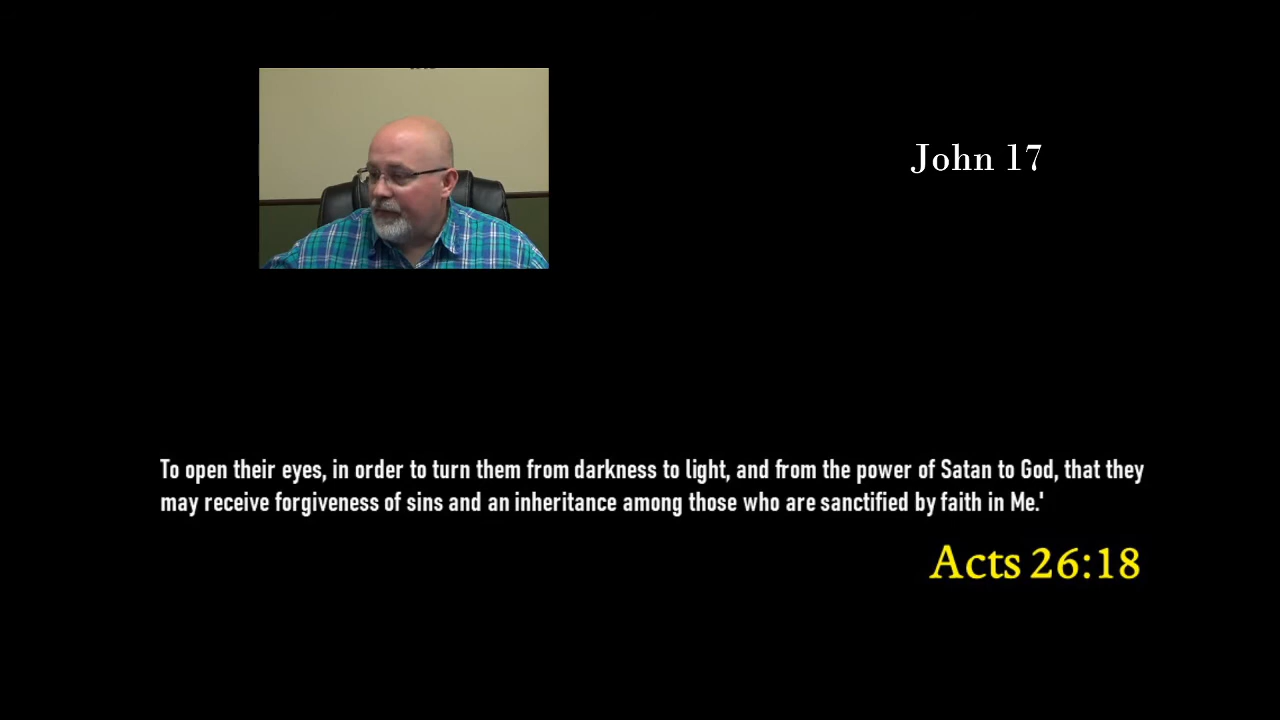 John 17
To open their eyes, in order to turn them from darkness to light, and from the power of Satan to God, that they
may receive forgiveness of sins and an inheritance among those who are sanctified by faith in Me.'
Acts 26:18